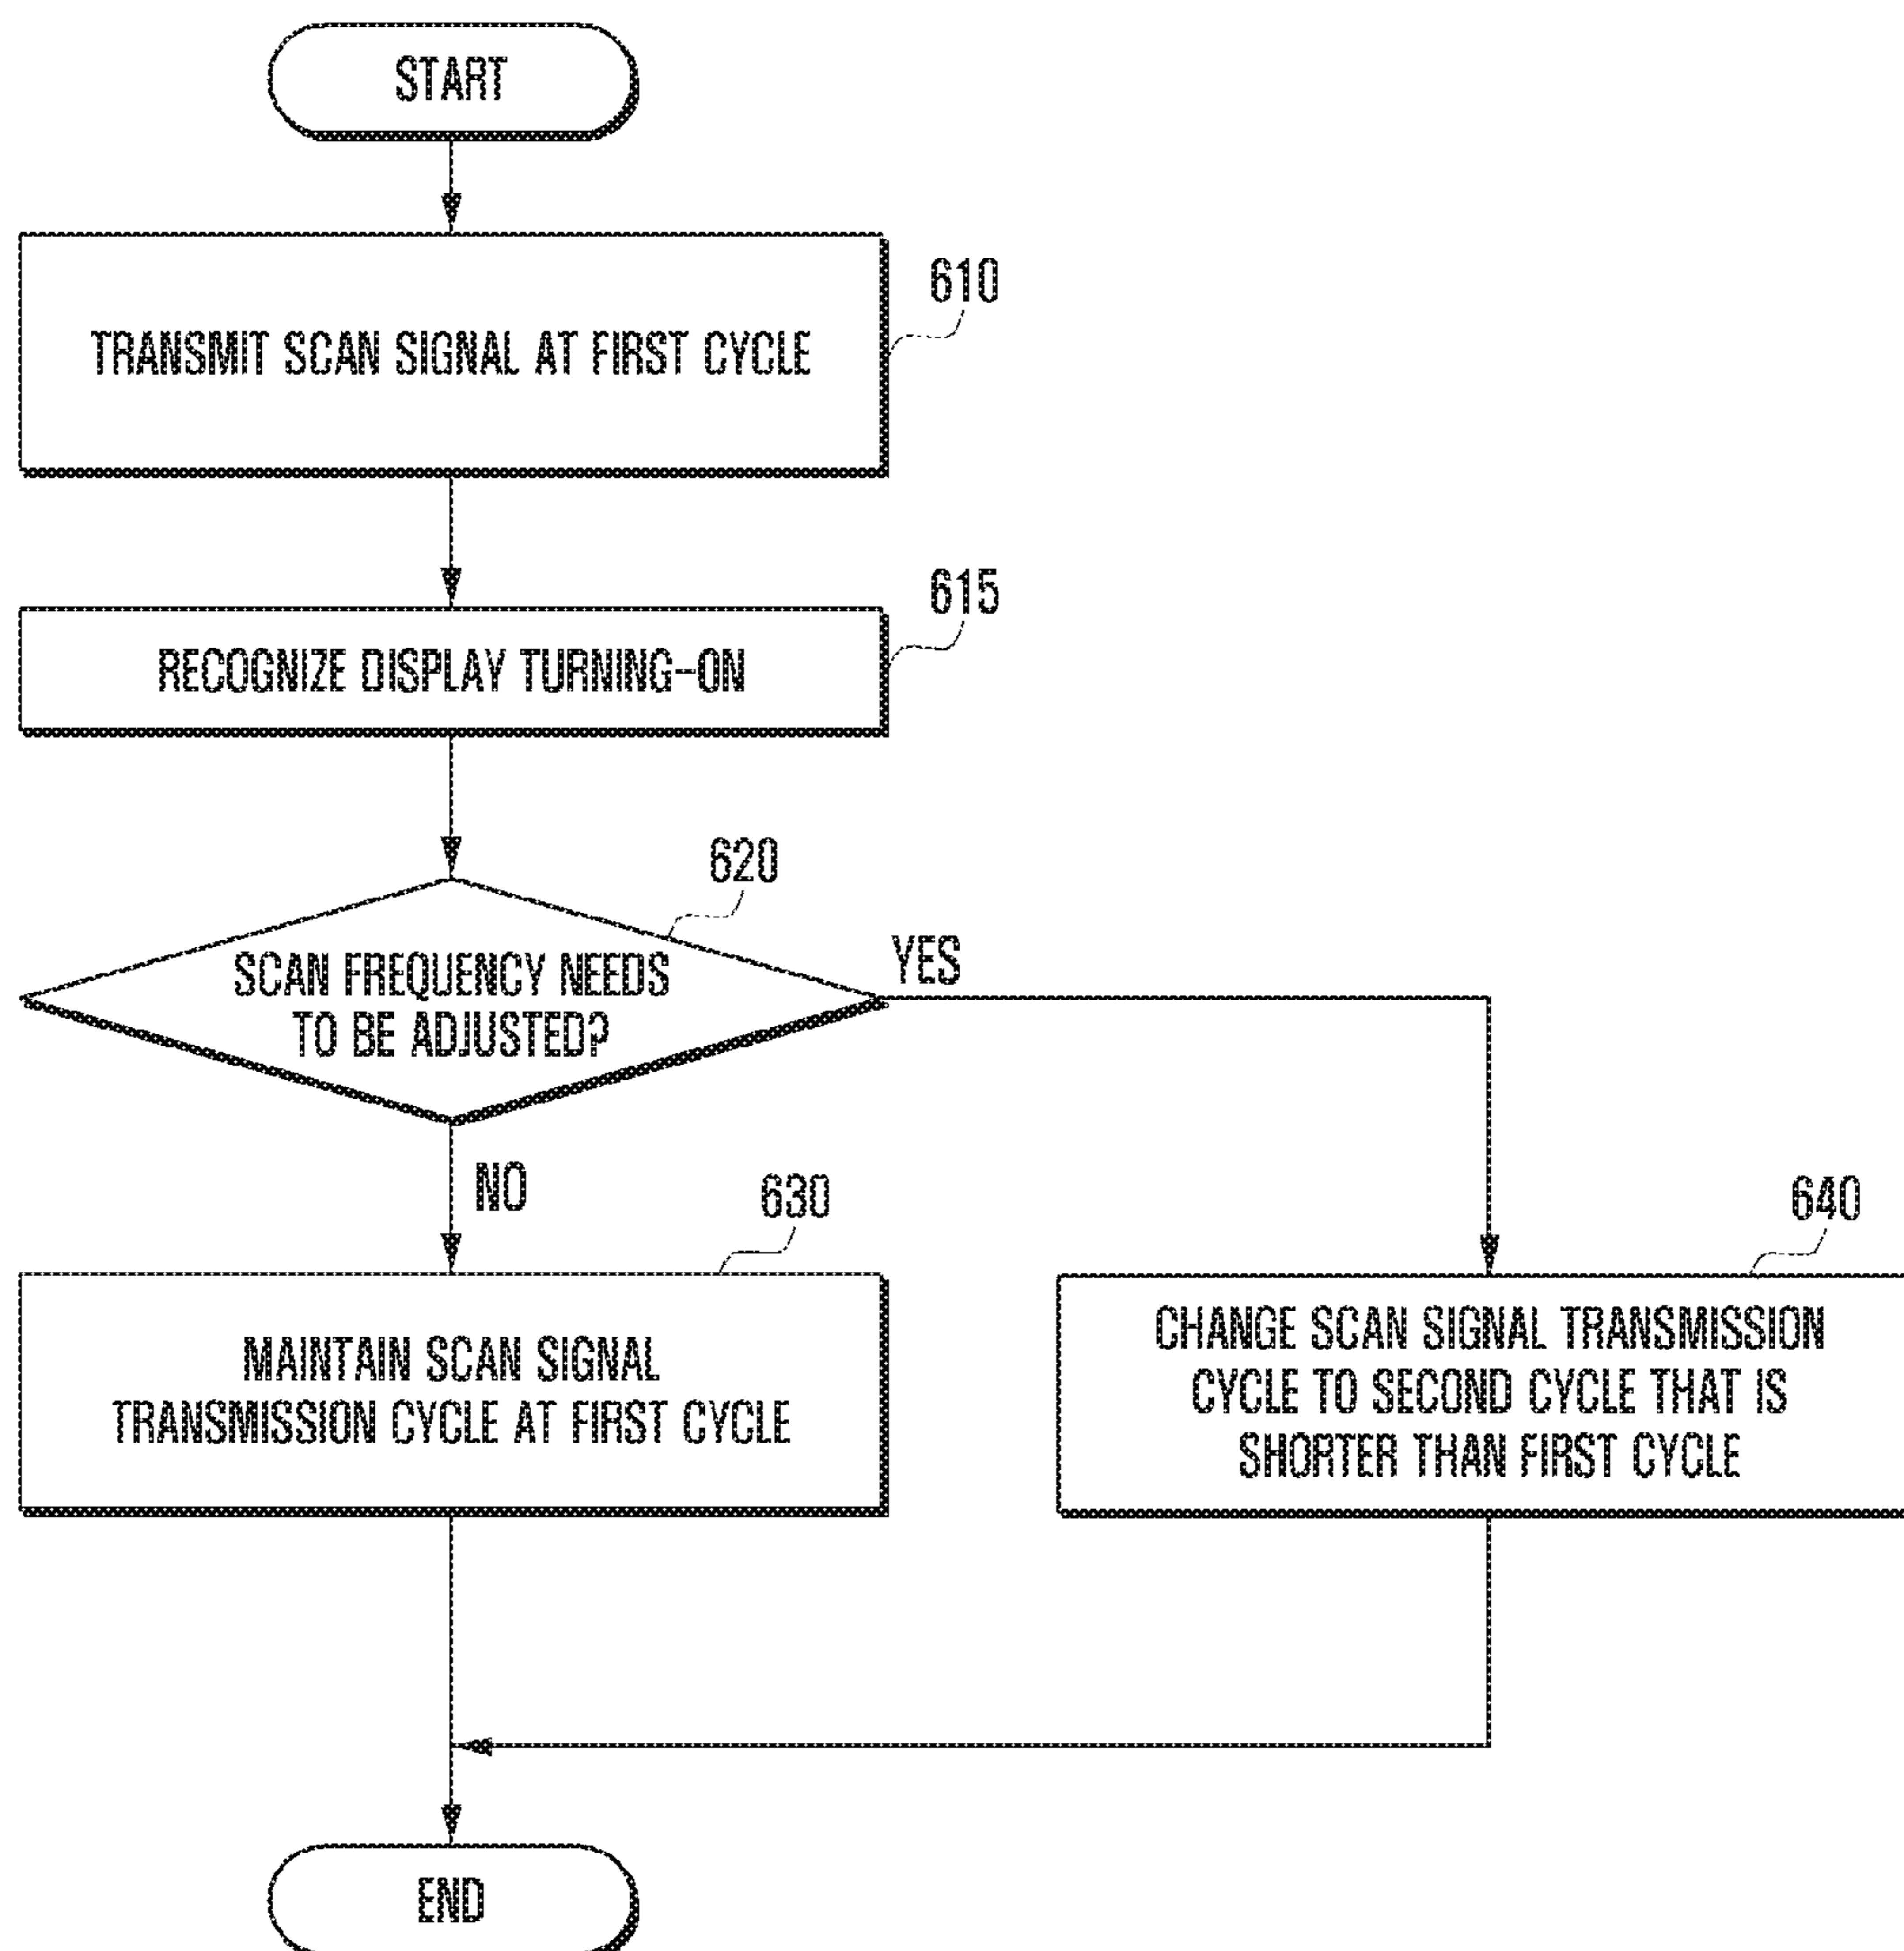 START
610
TRANSMIT SCAN SIGNAL AT FIRST CYCLE
615
RECOGNIZE DISPLAY TURNING-ON
620
SCAN FREQUENCY NEEDS
TO BE ADJUSTED?
YES
NO
630
MAINTAIN SCAN SIGNAL
TRANSMISSION CYCLE AT FIRST CYCLE
640
CHANGE SCAN SIGNAL TRANSMISSION
CYCLE TO SECOND CYCLE THAT IS
SHORTER THAN FIRST CYCLE
END